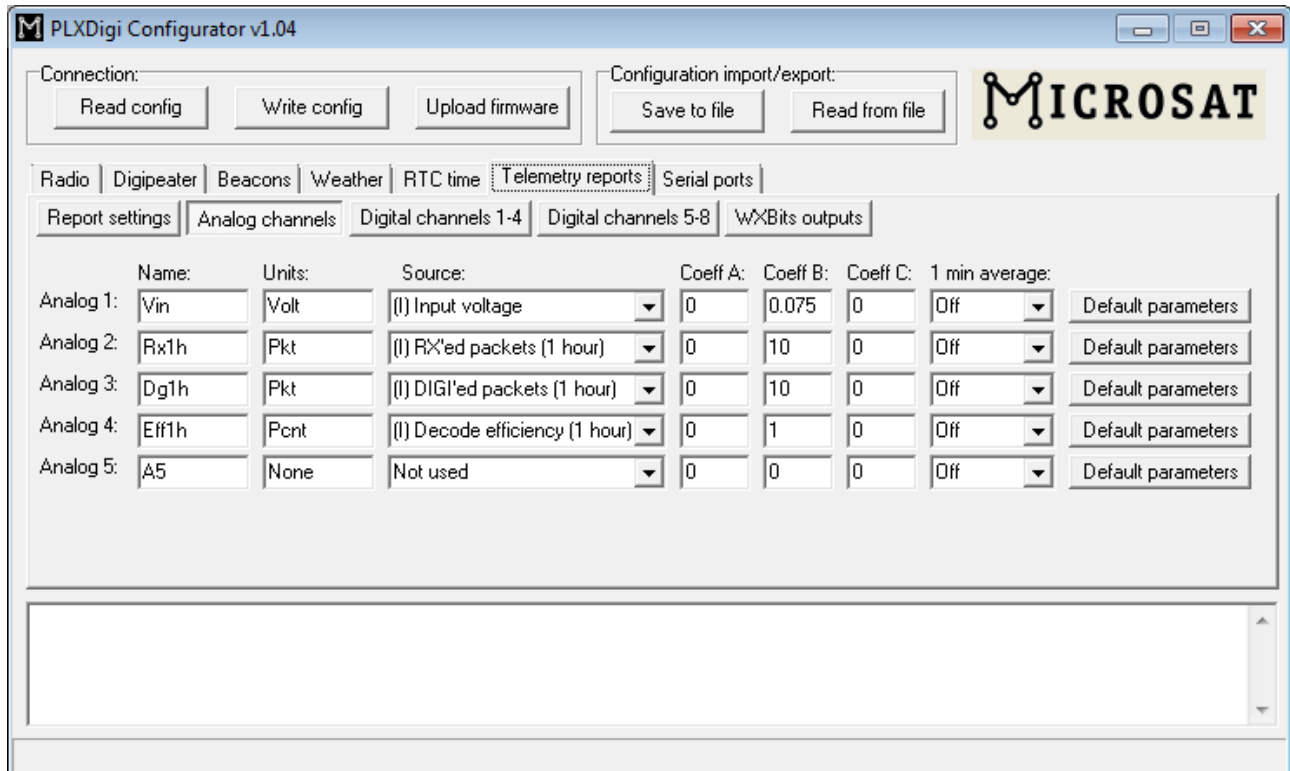 PLXDigi Configurator v1.04
Connection: Configuration import/export:
Read config Write config Upload firmware Save to file Read from file MICROSAT
Radio Digipeater Beacons Weather RTC time Telemetry reports Serial ports
Report settings Analog channels Digital channels 1-4 Digital channels 5-8 WXBits outputs
Name: Units: Source: Coeff A: Coeff B: Coeff C: 1 min average:
Analog 1: Vin Volt (I) Input voltage 0 0.075 0 Off Default parameters
Analog 2: Rx1h Pkt (I) RX'ed packets (1 hour) 0 10 0 Off Default parameters
Analog 3: Dg1h Pkt (I) DIGI'ed packets (1 hour) 0 10 0 Off Default parameters
Analog 4: Eff1h Pcnt (I) Decode efficiency (1 hour) 0 1 0 Off Default parameters
Analog 5: A5 None Not used 0 0 0 Off Default parameters